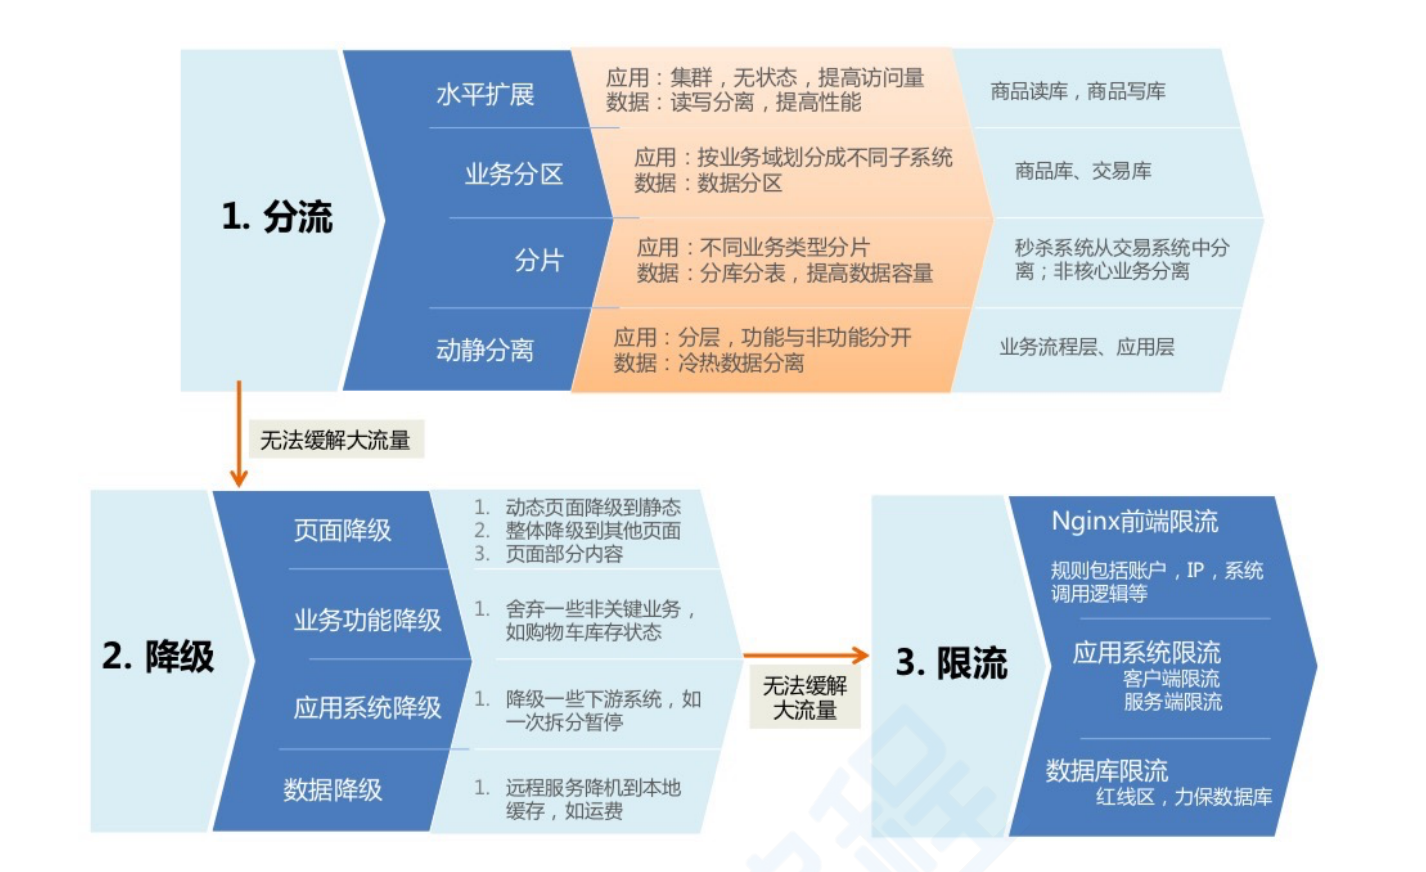 1. 分流
水平扩展
应用：集群，无状态，提高访问量
数据：读写分离，提高性能
商品读库，商品写库
业务分区
应用：按业务域划分成不同子系统
数据：数据分区
商品库、交易库
分片
应用：不同业务类型分片
数据：分库分表，提高数据容量
秒杀系统从交易系统中分
离；非核心业务分离
动静分离
应用：分层，功能与非功能分开
数据：冷热数据分离
业务流程层、应用层
无法缓解大流量
2. 降级
页面降级
1. 动态页面降级到静态
2. 整体降级到其他页面
3. 页面部分内容
业务功能降级
1. 舍弃一些非关键业务，
如购物车库存状态
应用系统降级
1. 降级一些下游系统，如
一次拆分暂停
数据降级
1. 远程服务降机到本地
缓存，如运费
无法缓解
大流量
3. 限流
Nginx前端限流
规则包括账户，IP，系统
调用逻辑等
应用系统限流
客户端限流
服务端限流
数据库限流
红线区，力保数据库